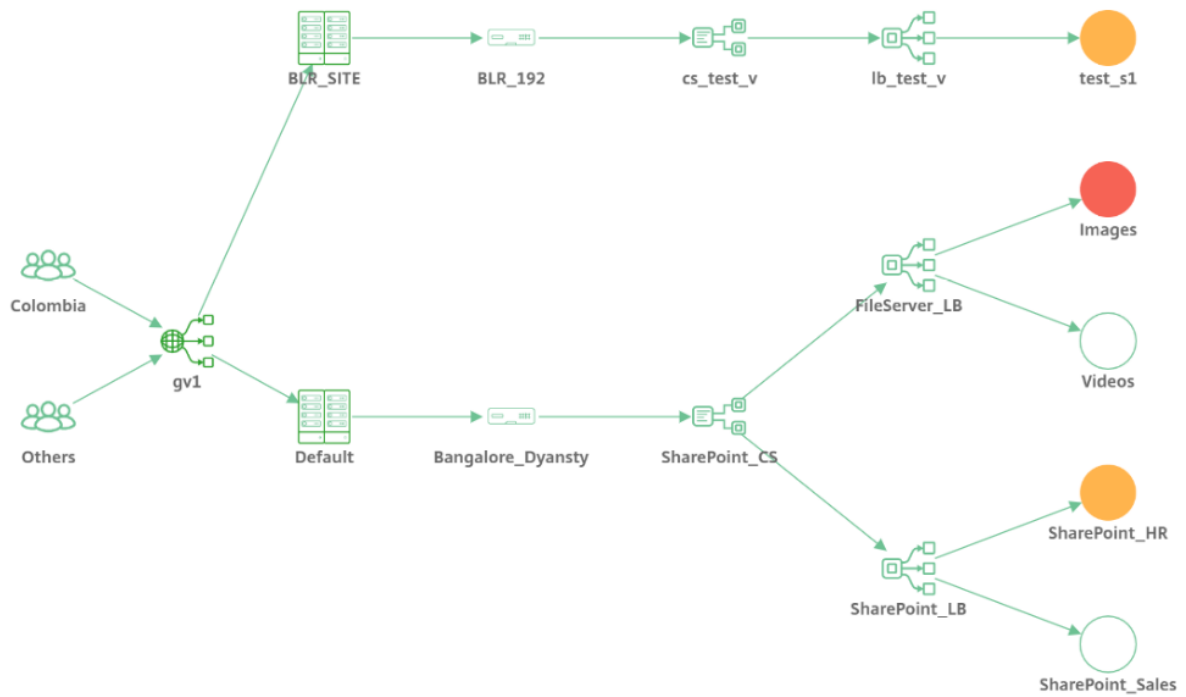 BLR_SITE
BLR_192
cs_test_v
lb_test_v
test_s1
Images
Colombia
FileServer_LB
gv1
Videos
Others
Default
Bangalore_Dyansty
SharePoint_CS
SharePoint_HR
SharePoint_LB
SharePoint_Sales